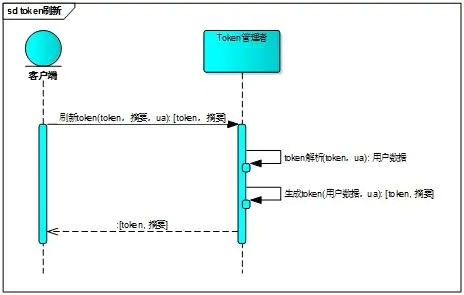 sd token刷新
客户端
Token管理者
刷新token(token, 摘要, ua): [token, 摘要]
token解析(token, ua): 用户数据
生成token(用户数据, ua): [token, 摘要]
:[token, 摘要]